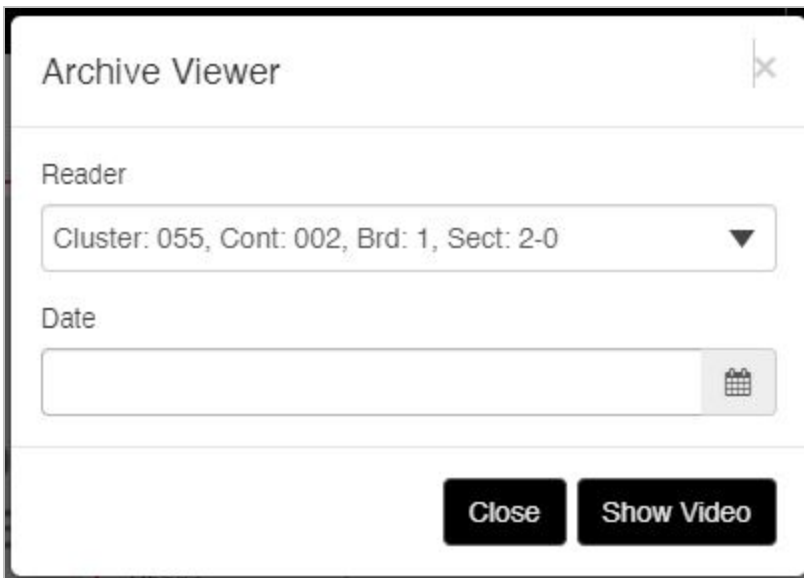 Archive Viewer ×
Reader
Cluster: 055, Cont: 002, Brd: 1, Sect: 2-0
Date
Close Show Video